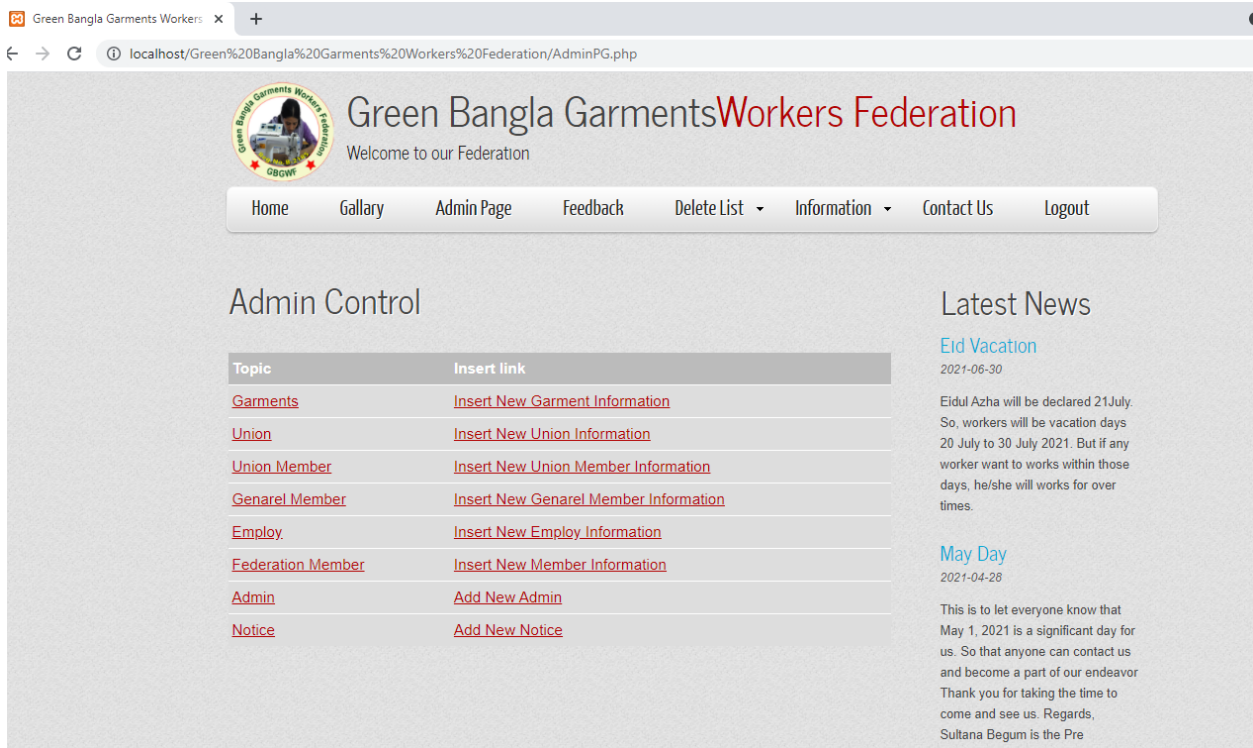 Green Bangla Garments Workers
localhost/Green%20Bangla%20Garments%20Workers%20Federation/AdminPG.php
Green Bangla Garments Workers Federation
GBGWF
Green Bangla GarmentsWorkers Federation
Welcome to our Federation
Home Gallary Admin Page Feedback Delete List Information Contact Us Logout
Admin Control
Topic Insert link
Garments Insert New Garment Information
Union Insert New Union Information
Union Member Insert New Union Member Information
Genarel Member Insert New Genarel Member Information
Employ Insert New Employ Information
Federation Member Insert New Member Information
Admin Add New Admin
Notice Add New Notice
Latest News
Eid Vacation
2021-06-30
Eidul Azha will be declared 21July.
So, workers will be vacation days
20 July to 30 July 2021. But if any
worker want to works within those
days, he/she will works for over
times.
May Day
2021-04-28
This is to let everyone know that
May 1, 2021 is a significant day for
us. So that anyone can contact us
and become a part of our endeavor
Thank you for taking the time to
come and see us. Regards,
Sultana Begum is the Pre